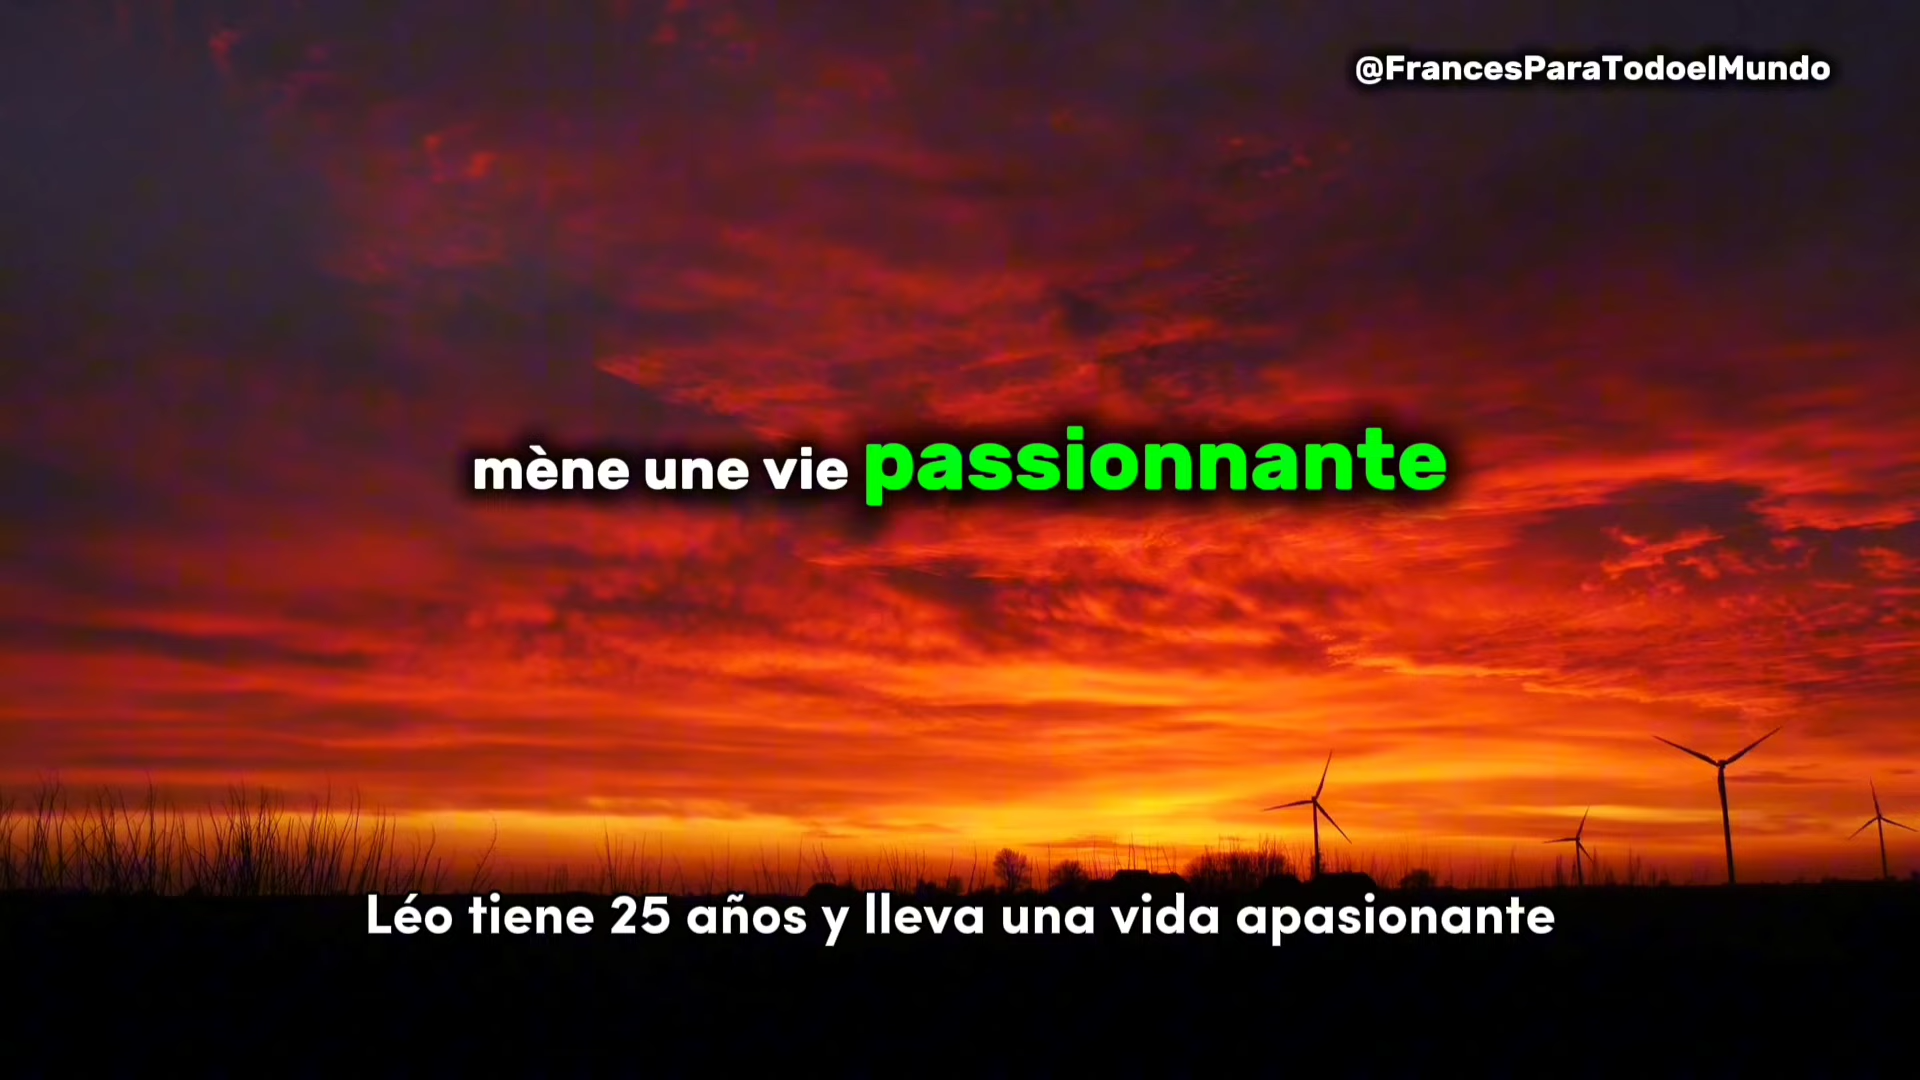 @FrancesParaTodoelMundo
mène une vie passionnante
Léo tiene 25 años y lleva una vida apasionante